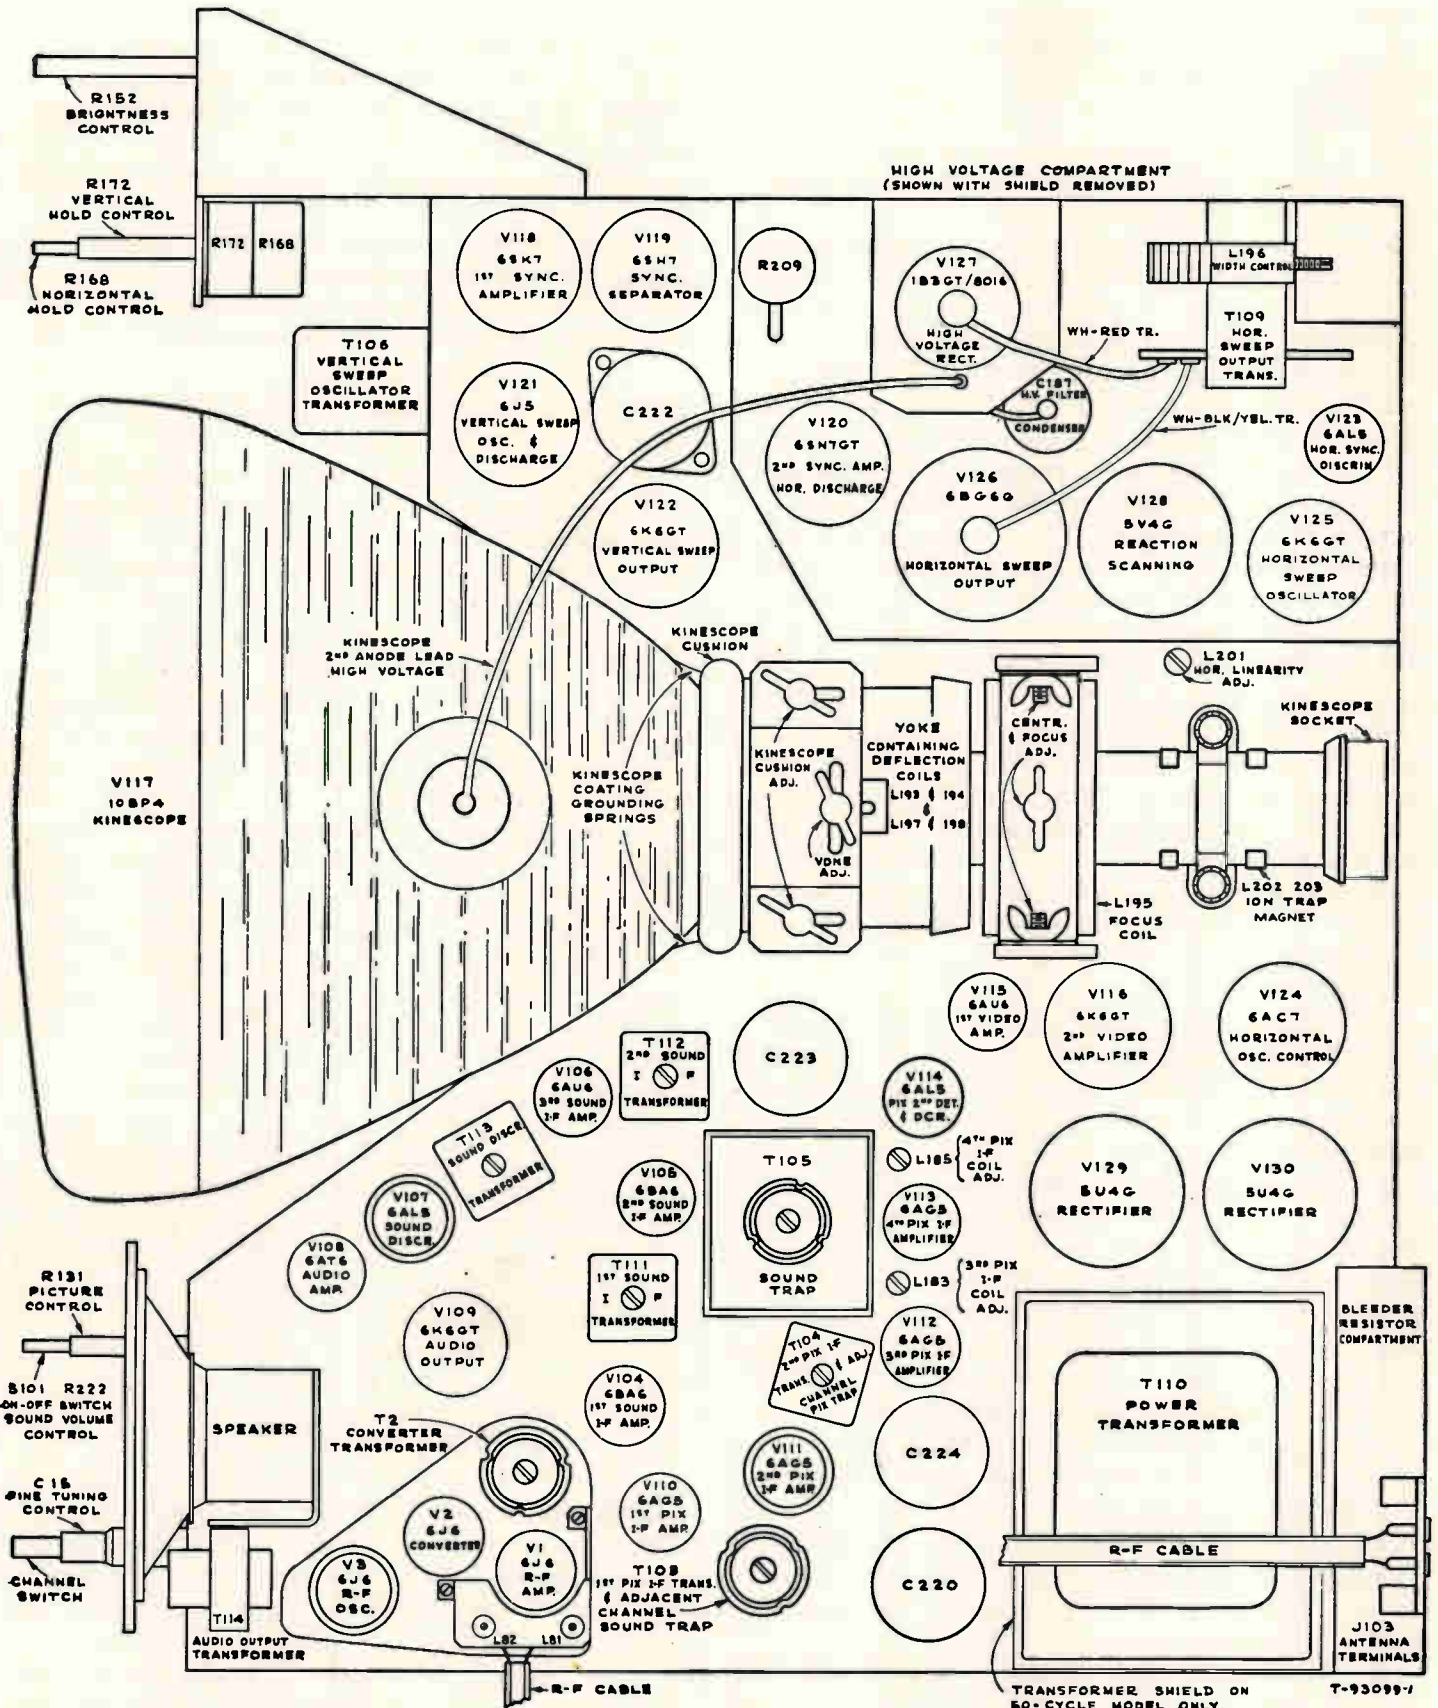 R152
BRIGHTNESS
CONTROL
R172
VERTICAL
HOLD CONTROL
R172
R168
R168
HORIZONTAL
HOLD CONTROL
HIGH VOLTAGE COMPARTMENT
(SHOWN WITH SHIELD REMOVED)
V118
6SK7
1ST SYNC.
AMPLIFIER
V119
6SH7
SYNC.
SEPARATOR
R209
V127
1B3GT/8016
HIGH
VOLTAGE
RECT.
L196
WIDTH CONTROL
WH-RED TR.
T109
HOR.
SWEEP
OUTPUT
TRANS.
T106
VERTICAL
SWEEP
OSCILLATOR
TRANSFORMER
V121
6J5
VERTICAL SWEEP
OSC. &
DISCHARGE
C222
C187
H.V. FILTER
CONDENSER
V120
6SN7GT
2ND SYNC. AMP.
HOR. DISCHARGE
WH-BLK/YEL. TR.
V123
6AL5
HOR. SYNC.
DISCRIM
V126
6BG6G
HORIZONTAL SWEEP
OUTPUT
V128
5V4G
REACTION
SCANNING
V125
6K6GT
HORIZONTAL
SWEEP
OSCILLATOR
V122
6K6GT
VERTICAL SWEEP
OUTPUT
KINESCOPE
2ND ANODE LEAD
HIGH VOLTAGE
KINESCOPE
CUSHION
L201
HOR. LINEARITY
ADJ.
KINESCOPE
SOCKET
V117
10BP4
KINESCOPE
KINESCOPE
COATING
GROUNDING
SPRINGS
KINESCOPE
CUSHION
ADJ.
YOKE
CONTAINING
DEFLECTION
COILS
L193 & 194
&
L197 & 198
YOKE
ADJ.
CENTR.
& FOCUS
ADJ.
L195
FOCUS
COIL
L202 203
ION TRAP
MAGNET
V115
6AU6
1ST VIDEO
AMP.
V116
6K6GT
2ND VIDEO
AMPLIFIER
V124
6AC7
HORIZONTAL
OSC. CONTROL
C223
T112
2ND SOUND
I F
TRANSFORMER
V106
6AU6
3RD SOUND
I-F AMP.
V114
6AL5
PIX 2ND DET.
& DCR.
T113
SOUND DISCR.
TRANSFORMER
L185
4TH PIX
I-F
COIL
ADJ.
T105
SOUND
TRAP
V105
6BA6
2ND SOUND
I-F AMP.
V113
6AG5
4TH PIX I-F
AMPLIFIER
V129
5U4G
RECTIFIER
V130
5U4G
RECTIFIER
V107
6AL5
SOUND
DISCR.
V108
6AT6
AUDIO
AMP.
T111
1ST SOUND
I F
TRANSFORMER
L183
3RD PIX
I-F
COIL
ADJ.
R131
PICTURE
CONTROL
V109
6K6GT
AUDIO
OUTPUT
V112
6AG5
3RD PIX I-F
AMPLIFIER
BLEEDER
RESISTOR
COMPARTMENT
T104
2ND PIX I-F
TRANS. & ADJ.
CHANNEL
PIX TRAP
S101 R222
ON-OFF SWITCH
SOUND VOLUME
CONTROL
SPEAKER
V104
6BA6
1ST SOUND
I-F AMP.
T110
POWER
TRANSFORMER
T2
CONVERTER
TRANSFORMER
C224
V111
6AG5
2ND PIX
I-F AMP.
C15
FINE TUNING
CONTROL
V110
6AG5
1ST PIX
I-F AMP.
V2
6J6
CONVERTER
V1
6J6
R-F
AMP.
V3
6J6
R-F
OSC.
R-F CABLE
T103
1ST PIX I-F TRANS.
& ADJACENT
CHANNEL
SOUND TRAP
C220
CHANNEL
SWITCH
T114
AUDIO OUTPUT
TRANSFORMER
L82
L81
J103
ANTENNA
TERMINALS
R-F CABLE
TRANSFORMER SHIELD ON
50-CYCLE MODEL ONLY
T-93099-1